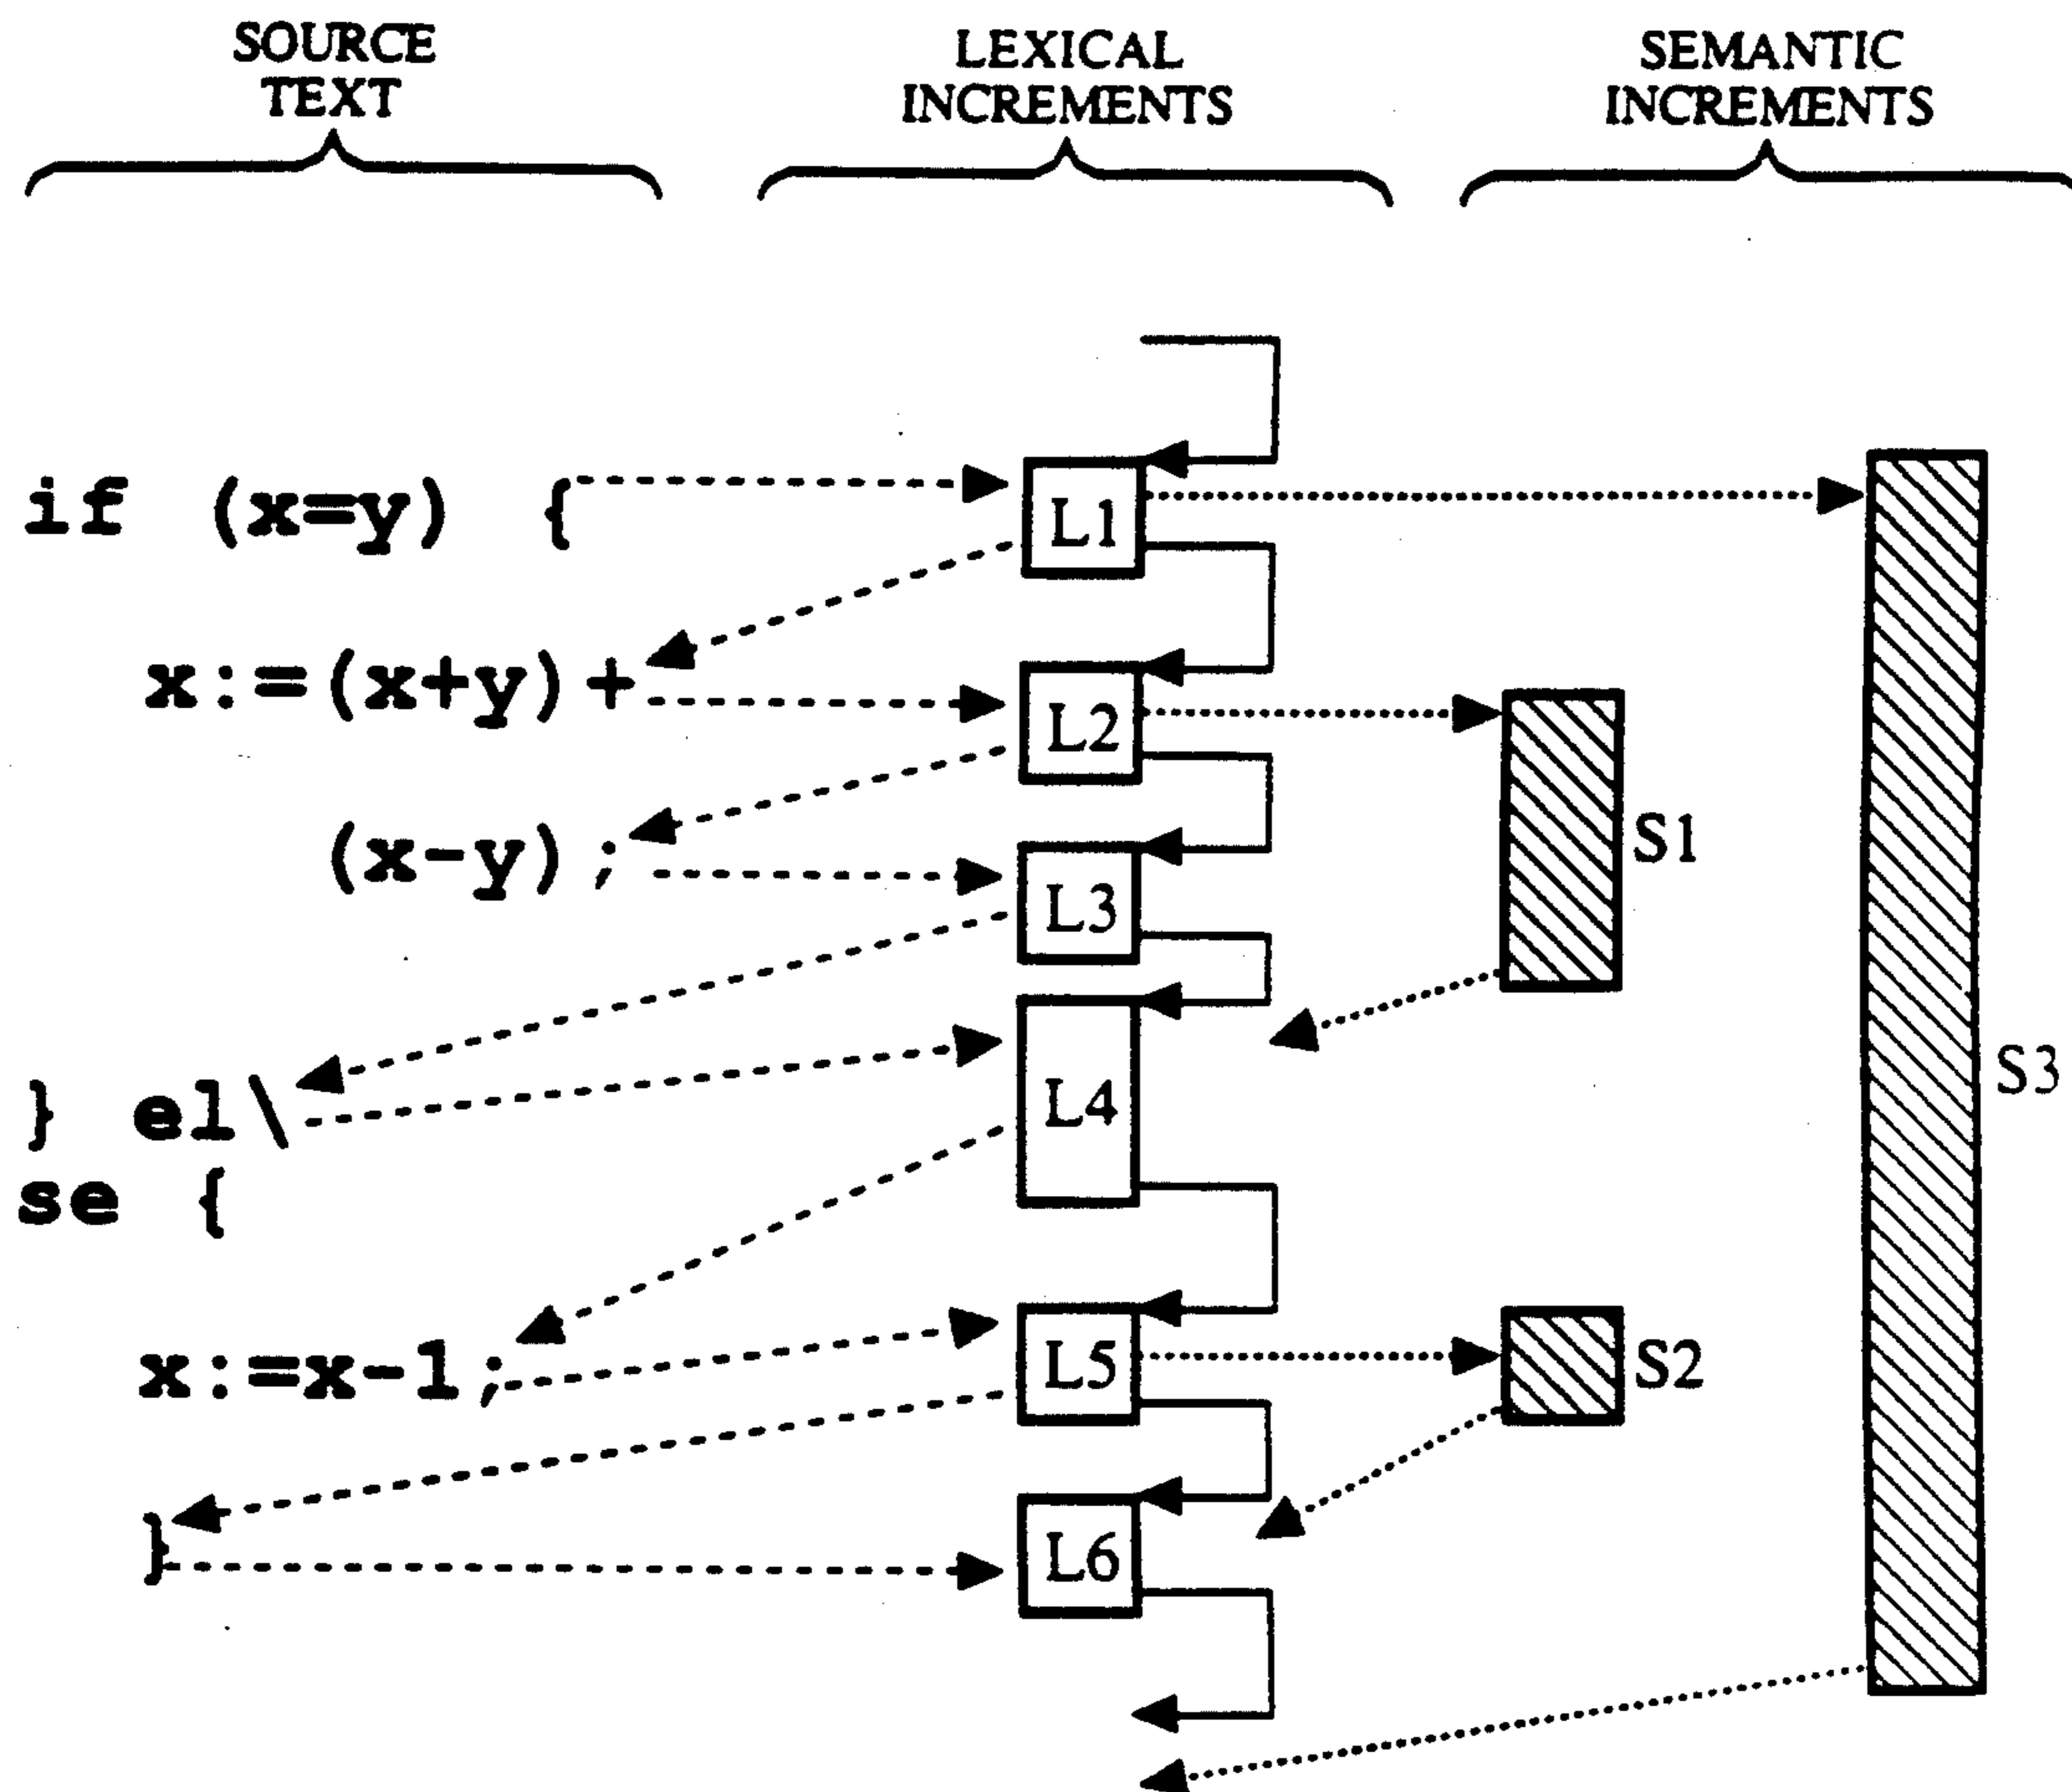 SOURCE
TEXT
LEXICAL
INCREMENTS
SEMANTIC
INCREMENTS
if (x=y) {
L1
x:=(x+y)+
L2
(x-y);
S1
L3
} el\
L4
S3
se {
x:=x-1;
L5
S2
}
L6